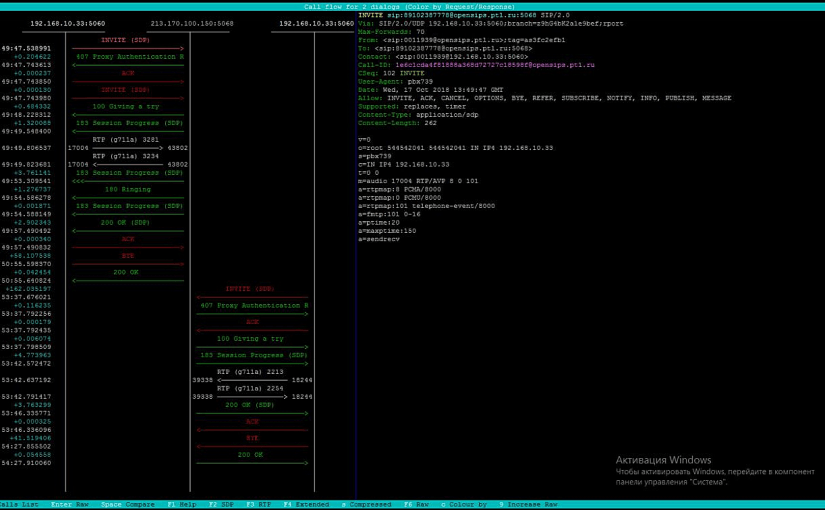 Call flow for 2 dialogs (Color by Request/Response)
192.168.10.33:5060 213.170.100.150:5068 192.168.10.33:5060
INVITE (SDP)
49:47.538991
+0.204622
407 Proxy Authentication R
49:47.743613
+0.000237
ACK
49:47.743850
+0.000130
INVITE (SDP)
49:47.743980
+0.484332
100 Giving a try
49:48.228312
+1.320088
183 Session Progress (SDP)
49:49.548400
RTP (g711a) 3281
49:49.806537
17004 43802
RTP (g711a) 3234
49:49.823681
17004 43802
+3.761141
183 Session Progress (SDP)
49:53.309541
+1.276737
180 Ringing
49:54.586278
+0.001871
183 Session Progress (SDP)
49:54.588149
+2.902343
200 OK (SDP)
49:57.490492
+0.000340
ACK
49:57.490832
+58.107538
BYE
50:55.598370
+0.042454
200 OK
50:55.640824
+162.035197
INVITE (SDP)
53:37.676021
+0.116235
407 Proxy Authentication R
53:37.792256
+0.000179
ACK
53:37.792435
+0.006074
100 Giving a try
53:37.798509
+4.773963
183 Session Progress (SDP)
53:42.572472
RTP (g711a) 2213
53:42.637192
39338 18244
RTP (g711a) 2254
53:42.791417
39338 18244
+3.763299
200 OK (SDP)
53:46.335771
+0.000325
ACK
53:46.336096
+41.519406
BYE
54:27.855502
+0.054558
200 OK
54:27.910060
INVITE sip:89102387778@opensips.pt1.ru:5068 SIP/2.0
Via: SIP/2.0/UDP 192.168.10.33:5060;branch=z9hG4bK2a1e9bef;rport
Max-Forwards: 70
From: <sip:0011939@opensips.pt1.ru>;tag=as3fc2efb1
To: <sip:89102387778@opensips.pt1.ru:5068>
Contact: <sip:0011939@192.168.10.33:5060>
CSeq: 102 INVITE
User-Agent: pbx739
Date: Wed, 17 Oct 2018 13:49:47 GMT
Allow: INVITE, ACK, CANCEL, OPTIONS, BYE, REFER, SUBSCRIBE, NOTIFY, INFO, PUBLISH, MESSAGE
Supported: replaces, timer
Content-Type: application/sdp
Content-Length: 262
v=0
o=root 544542041 544542041 IN IP4 192.168.10.33
s=pbx739
c=IN IP4 192.168.10.33
t=0 0
m=audio 17004 RTP/AVP 8 0 101
a=rtpmap:8 PCMA/8000
a=rtpmap:0 PCMU/8000
a=rtpmap:101 telephone-event/8000
a=fmtp:101 0-16
a=ptime:20
a=maxptime:150
a=sendrecv
Активация Windows
Чтобы активировать Windows, перейдите в компонент
панели управления "Система".
Calls List Enter Raw Space Compare F1 Help F2 SDP F3 RTP F4 Extended s Compressed F6 Raw c Colour by 9 Increase Raw